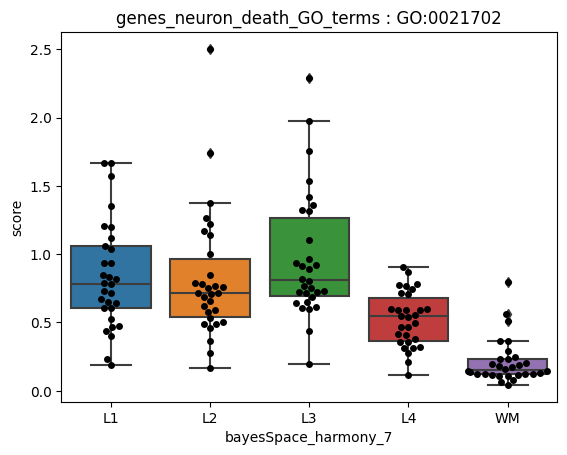 genes_neuron_death_GO_terms : GO:0021702
2.5
2.0
1.5
1.0
0.5
0.0
score
L1 L2 L3 L4 WM
bayesSpace_harmony_7